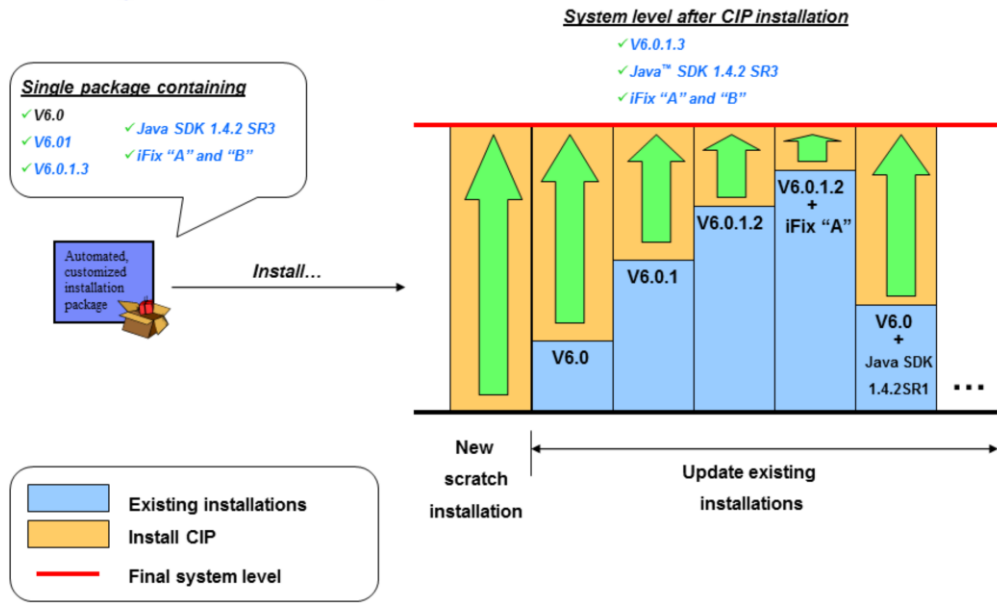 System level after CIP installation
✓V6.0.1.3
✓Java™ SDK 1.4.2 SR3
✓iFix “A” and “B”
Single package containing
✓V6.0
✓V6.01
✓V6.0.1.3
✓Java SDK 1.4.2 SR3
✓iFix “A” and “B”
Automated,
customized
installation
package
Install…
V6.0
V6.0.1
V6.0.1.2
V6.0.1.2
+
iFix “A”
V6.0
+
Java SDK
1.4.2SR1
...
New
scratch
installation
Update existing
installations
Existing installations
Install CIP
Final system level